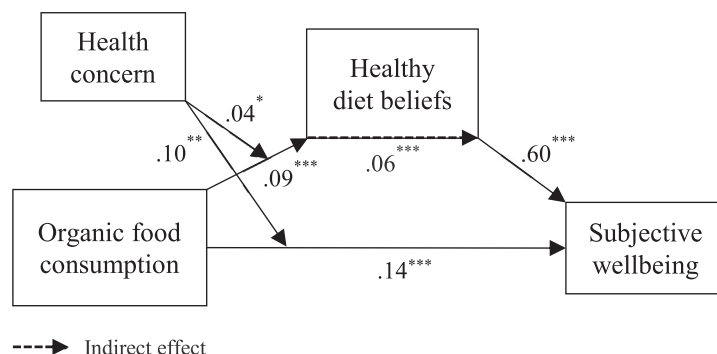 Health
concern
Healthy
diet beliefs
.04*
.10**
.09***
.06***
.60***
Organic food
consumption
Subjective
wellbeing
.14***
Indirect effect